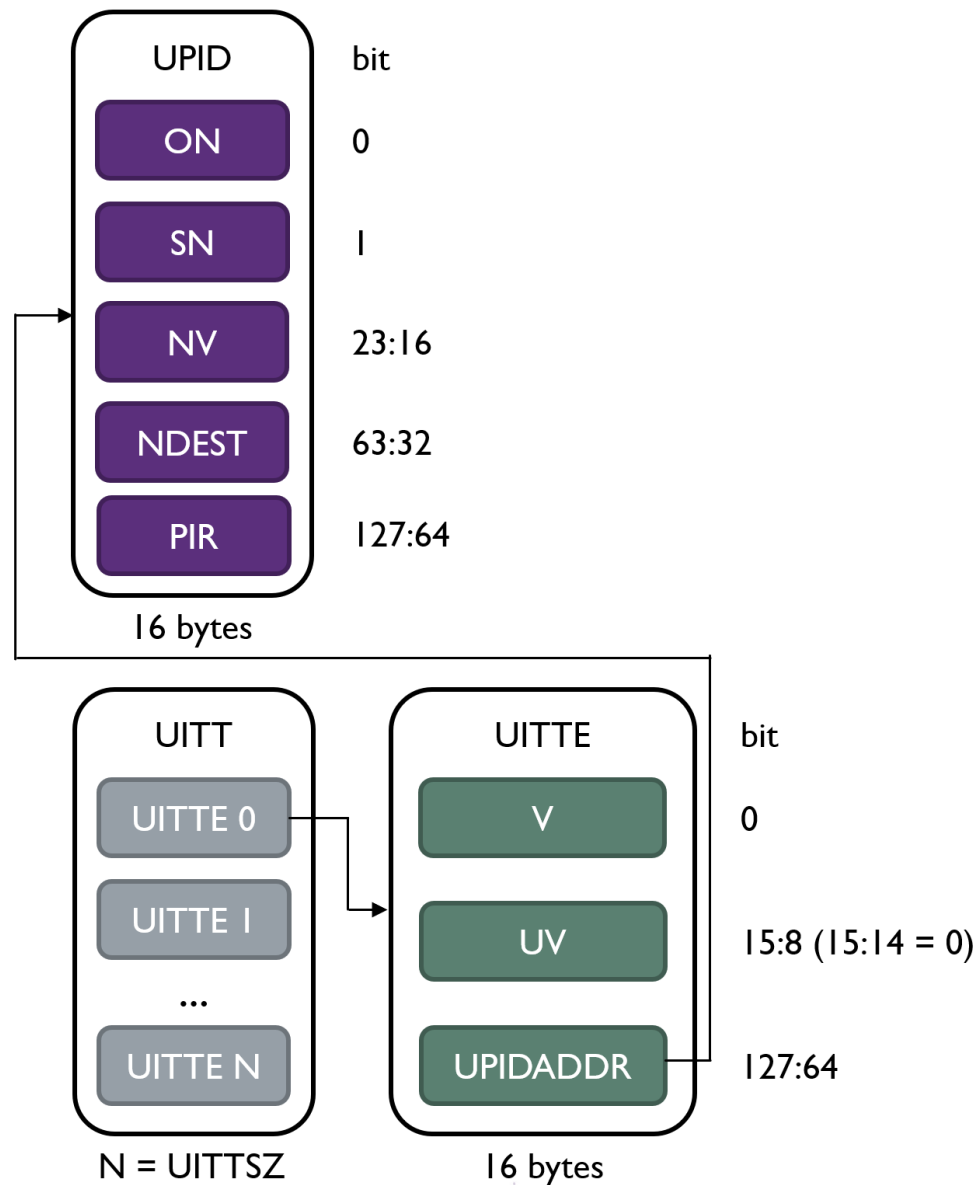 UPID bit
ON 0
SN 1
NV 23:16
NDEST 63:32
PIR 127:64
16 bytes
UITT UITTE bit
UITTE 0 V 0
UITTE 1 UV 15:8 (15:14 = 0)
...
UITTE N UPIDADDR 127:64
N = UITTSZ 16 bytes